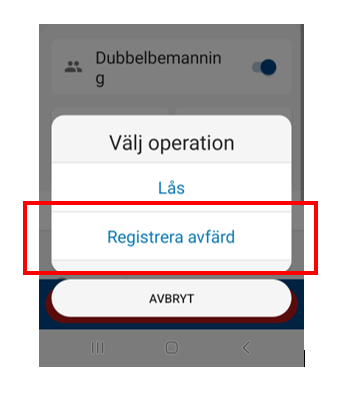 Dubbelbemannin
g
Välj operation
Lås
Registrera avfärd
AVBRYT